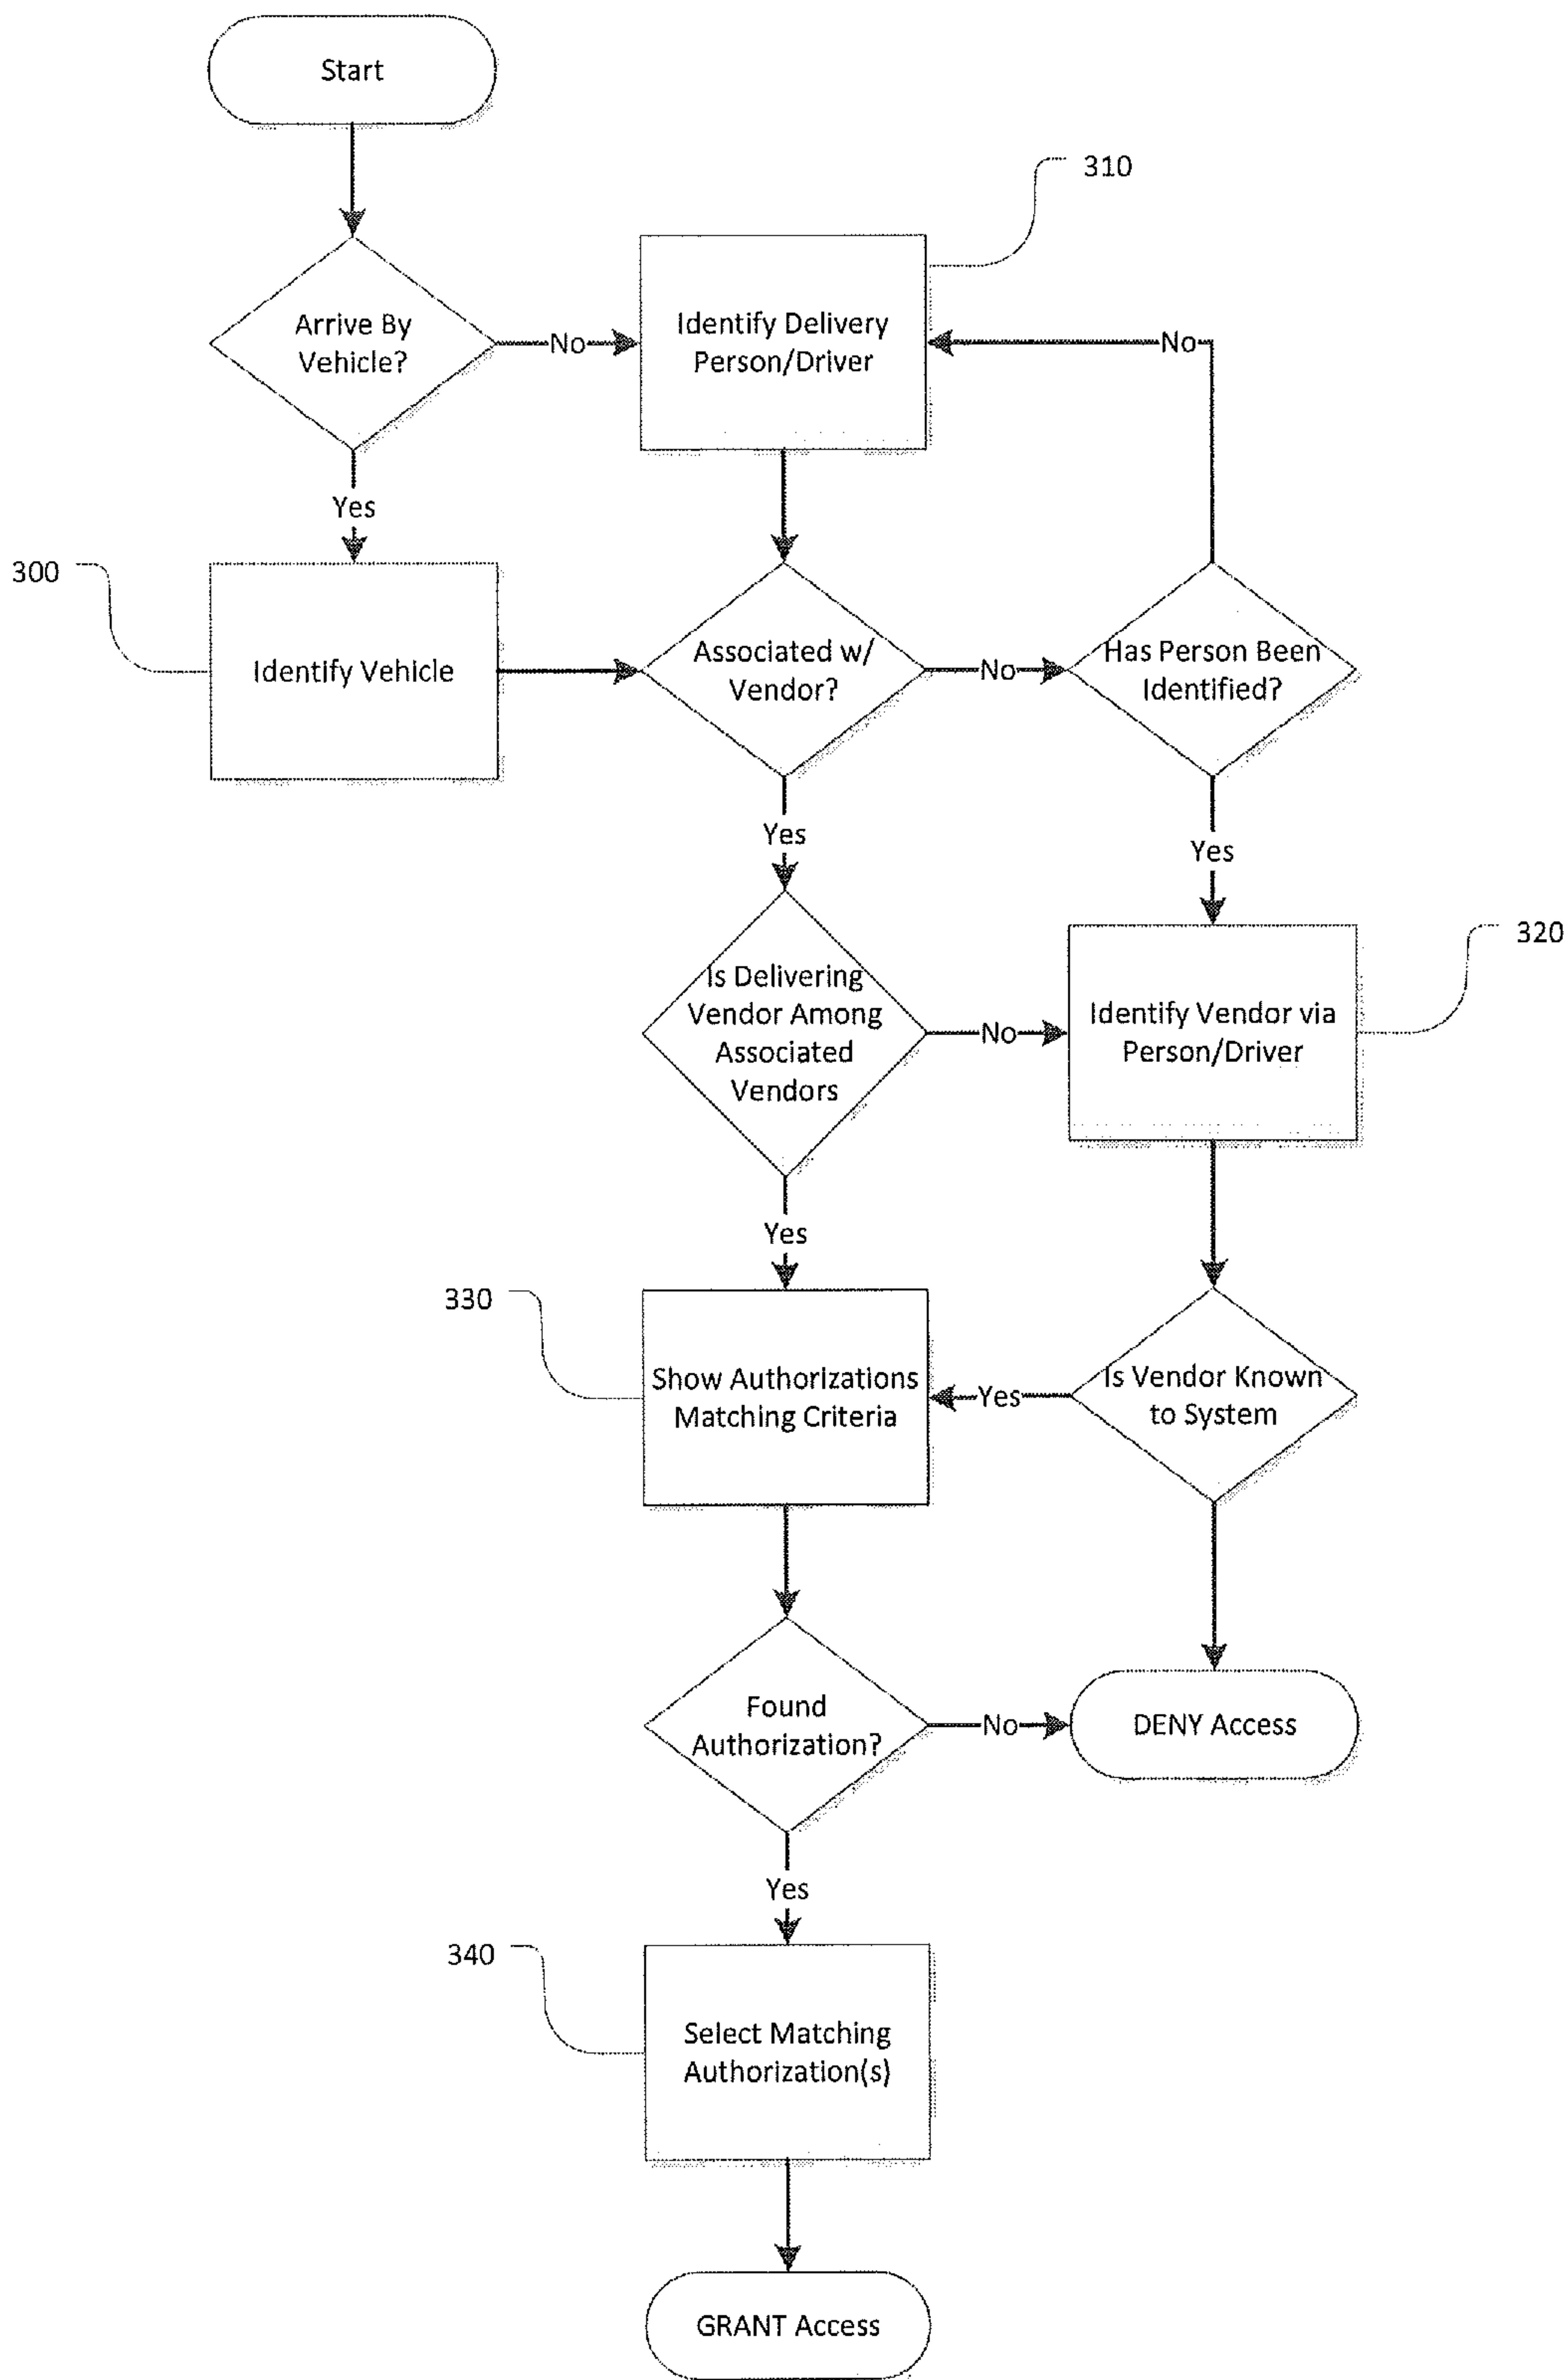 Start
310
Arrive By
Vehicle?
No
Identify Delivery
Person/Driver
No
Yes
300
Identify Vehicle
Associated w/
Vendor?
No
Has Person Been
Identified?
Yes
Yes
320
Is Delivering
Vendor Among
Associated
Vendors
No
Identify Vendor via
Person/Driver
Yes
330
Show Authorizations
Matching Criteria
Yes
Is Vendor Known
to System
Found
Authorization?
No
DENY Access
Yes
340
Select Matching
Authorization(s)
GRANT Access